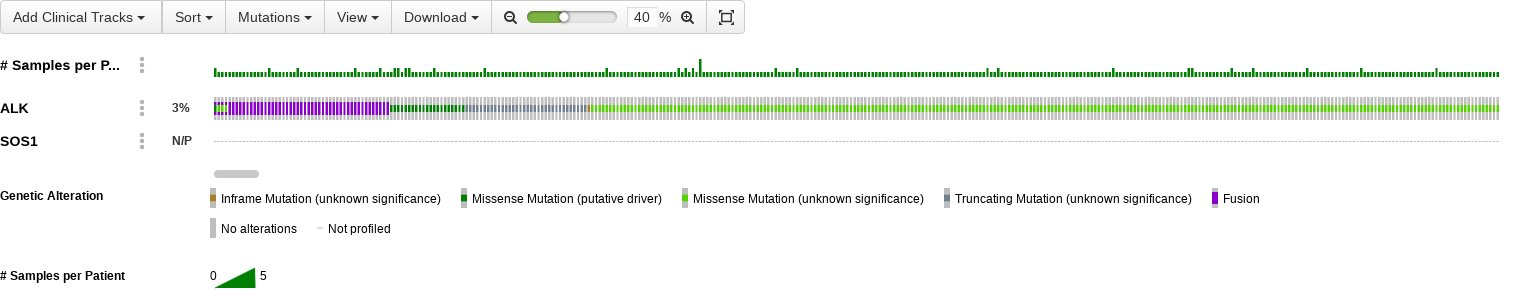 Add Clinical Tracks Sort Mutations View Download 40 %
# Samples per P...
ALK 3%
SOS1 N/P
Genetic Alteration Inframe Mutation (unknown significance) Missense Mutation (putative driver) Missense Mutation (unknown significance) Truncating Mutation (unknown significance) Fusion
No alterations Not profiled
# Samples per Patient 0 5